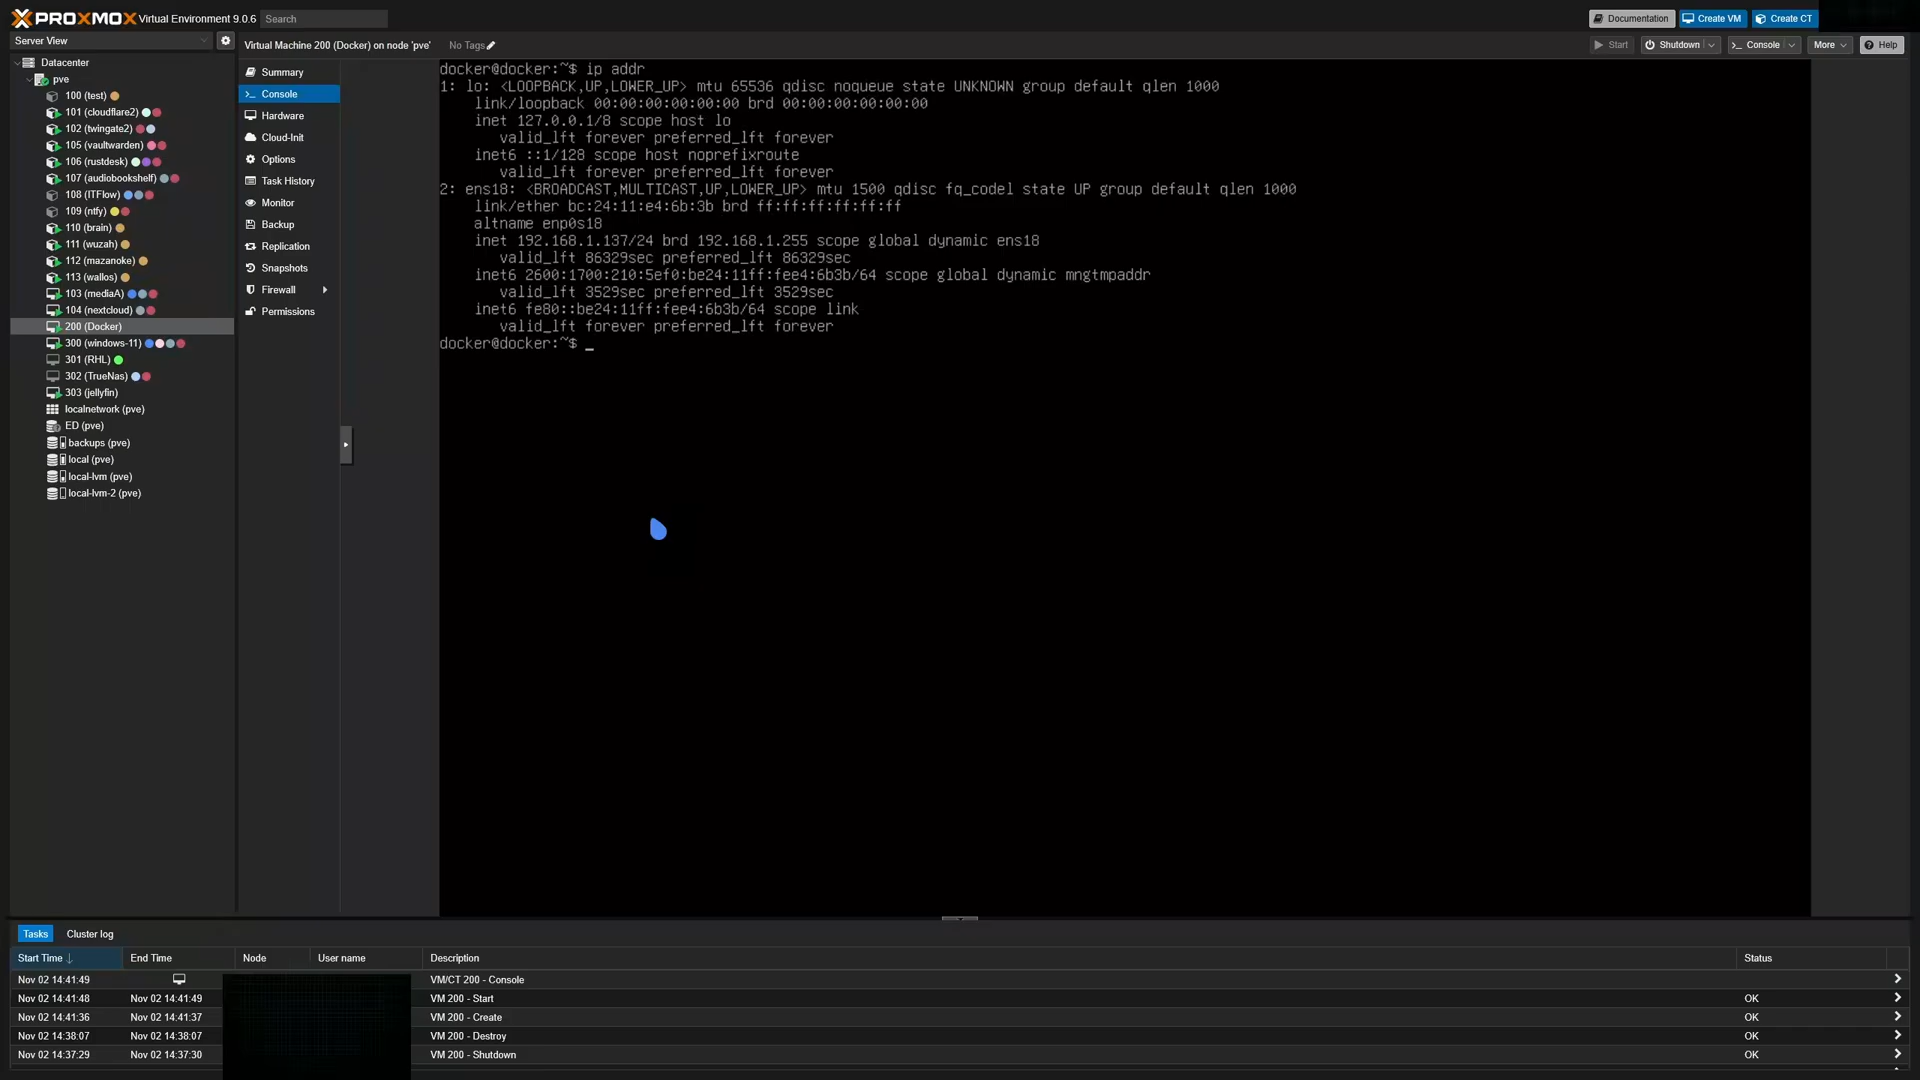 PROXMOX Virtual Environment 9.0.6 Search
Documentation Create VM Create CT
Server View
Virtual Machine 200 (Docker) on node 'pve' No Tags
Start Shutdown Console More Help
Datacenter
pve
100 (test)
101 (cloudflare2)
102 (twingate2)
105 (vaultwarden)
106 (rustdesk)
107 (audiobookshelf)
108 (ITFlow)
109 (ntfy)
110 (brain)
111 (wuzah)
112 (mazanoke)
113 (wallos)
103 (mediaA)
104 (nextcloud)
200 (Docker)
300 (windows-11)
301 (RHL)
302 (TrueNas)
303 (jellyfin)
localnetwork (pve)
ED (pve)
backups (pve)
local (pve)
local-lvm (pve)
local-lvm-2 (pve)
Summary
>_ Console
Hardware
Cloud-Init
Options
Task History
Monitor
Backup
Replication
Snapshots
Firewall
Permissions
docker@docker:~$ ip addr
1: lo: <LOOPBACK,UP,LOWER_UP> mtu 65536 qdisc noqueue state UNKNOWN group default qlen 1000
link/loopback 00:00:00:00:00:00 brd 00:00:00:00:00:00
inet 127.0.0.1/8 scope host lo
valid_lft forever preferred_lft forever
inet6 ::1/128 scope host noprefixroute
valid_lft forever preferred_lft forever
2: ens18: <BROADCAST,MULTICAST,UP,LOWER_UP> mtu 1500 qdisc fq_codel state UP group default qlen 1000
link/ether bc:24:11:e4:6b:3b brd ff:ff:ff:ff:ff:ff
altname enp0s18
inet 192.168.1.137/24 brd 192.168.1.255 scope global dynamic ens18
valid_lft 86329sec preferred_lft 86329sec
inet6 2600:1700:210:5ef0:be24:11ff:fee4:6b3b/64 scope global dynamic mngtmpaddr
valid_lft 3529sec preferred_lft 3529sec
inet6 fe80::be24:11ff:fee4:6b3b/64 scope link
valid_lft forever preferred_lft forever
docker@docker:~$ _
Tasks Cluster log
Start Time ↓ End Time Node User name Description Status
Nov 02 14:41:49 VM/CT 200 - Console
Nov 02 14:41:48 Nov 02 14:41:49 VM 200 - Start OK
Nov 02 14:41:36 Nov 02 14:41:37 VM 200 - Create OK
Nov 02 14:38:07 Nov 02 14:38:07 VM 200 - Destroy OK
Nov 02 14:37:29 Nov 02 14:37:30 VM 200 - Shutdown OK